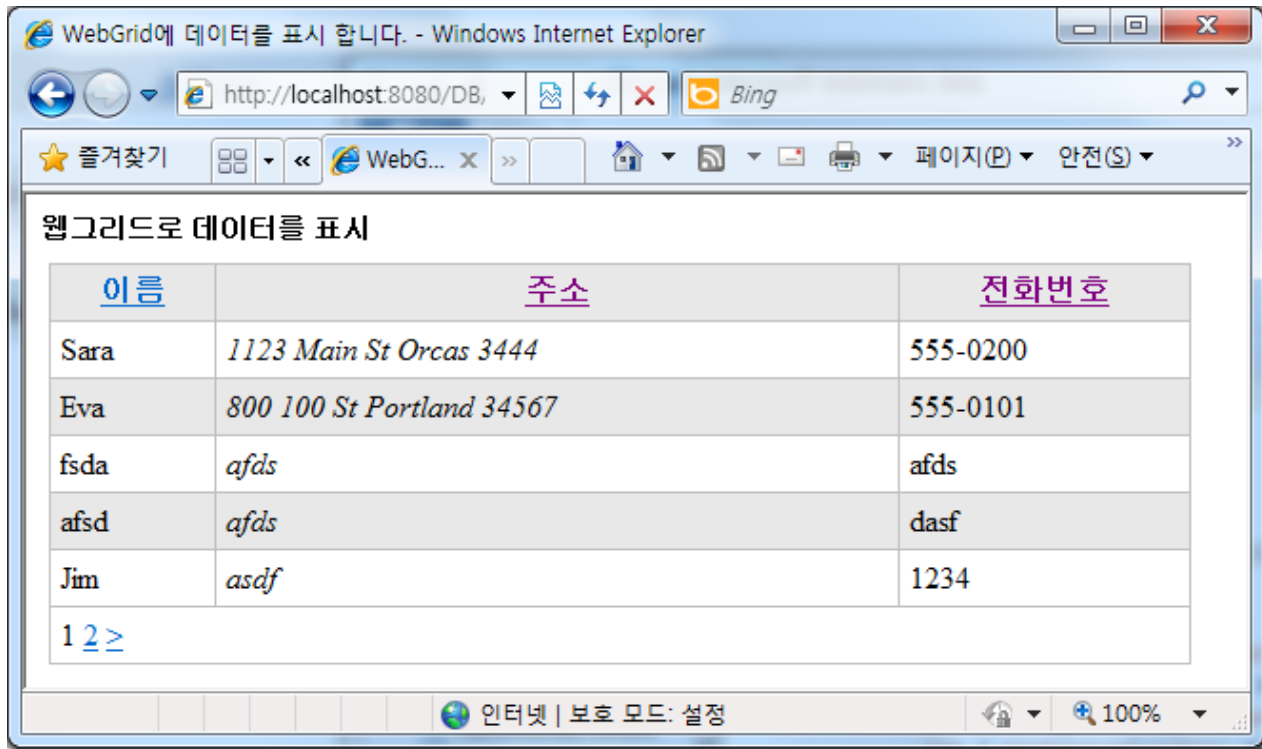 WebGrid에 데이터를 표시 합니다. - Windows Internet Explorer
http://localhost:8080/DB/ Bing
즐겨찾기 WebG... 페이지(P) 안전(S)
웹그리드로 데이터를 표시
이름 주소 전화번호
Sara 1123 Main St Orcas 3444 555-0200
Eva 800 100 St Portland 34567 555-0101
fsda afds afds
afsd afds dasf
Jim asdf 1234
1 2 >
인터넷 | 보호 모드: 설정 100%